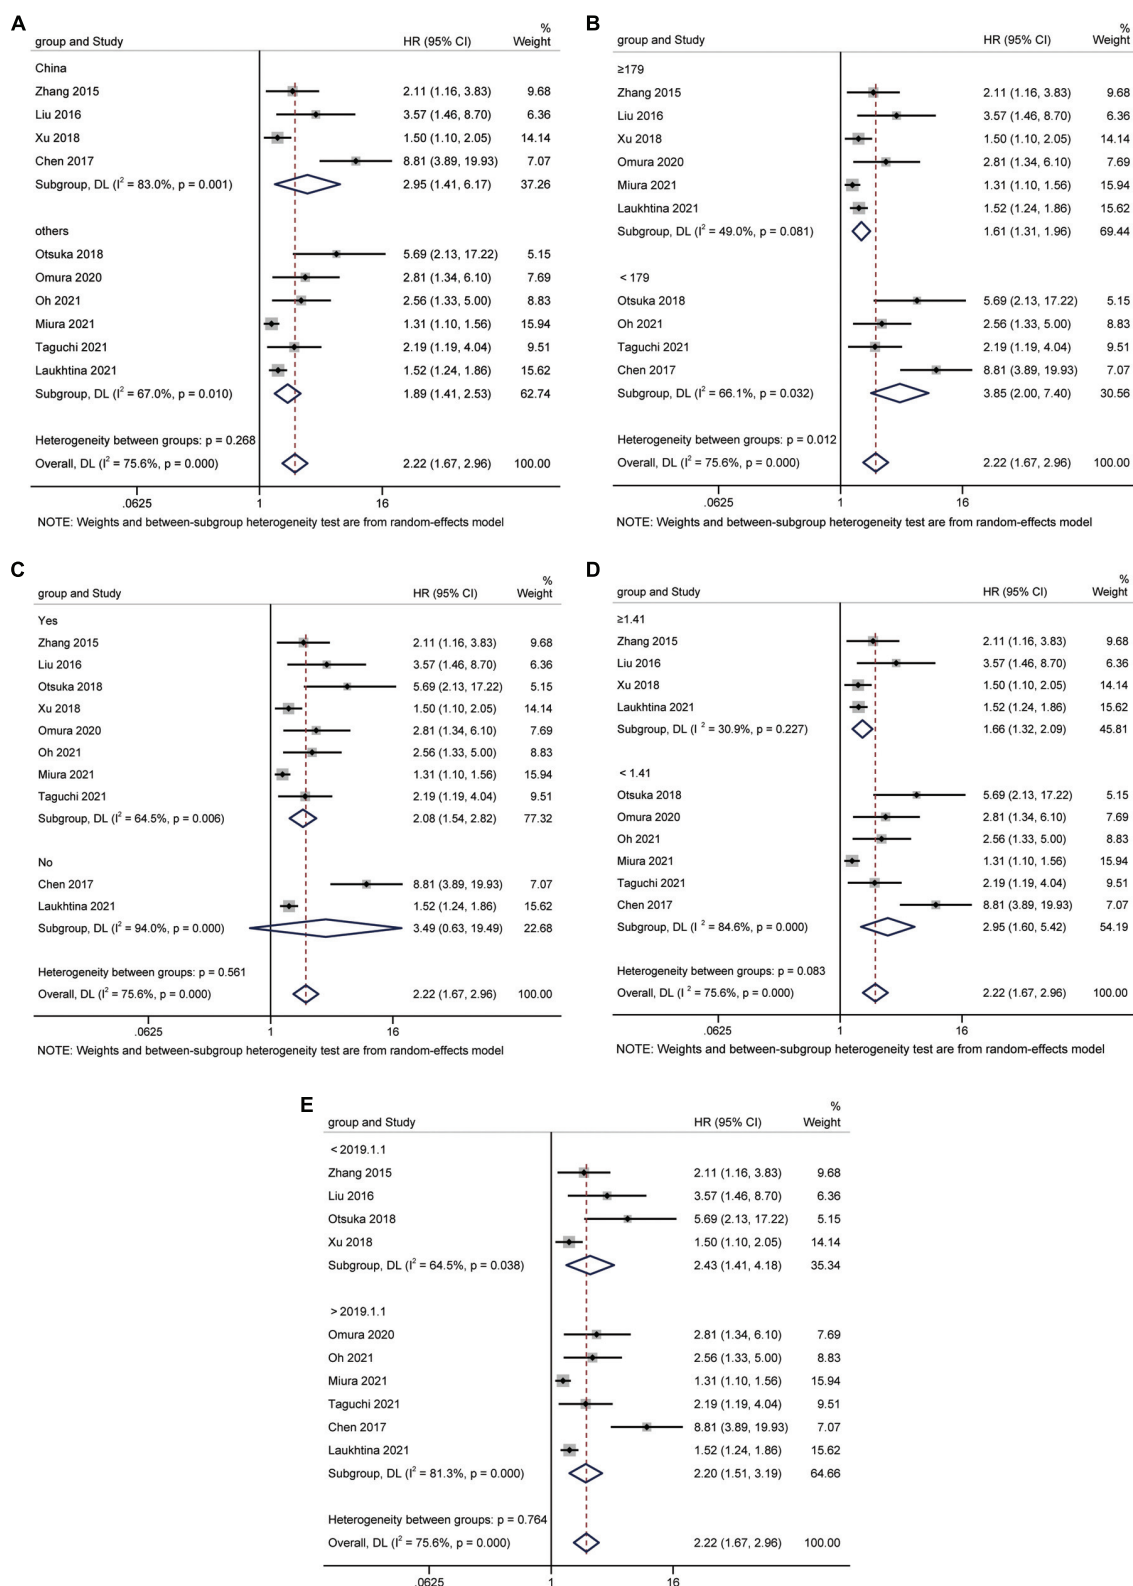 A
%
group and Study HR (95% CI) Weight
China
Zhang 2015 2.11 (1.16, 3.83) 9.68
Liu 2016 3.57 (1.46, 8.70) 6.36
Xu 2018 1.50 (1.10, 2.05) 14.14
Chen 2017 8.81 (3.89, 19.93) 7.07
Subgroup, DL (I² = 83.0%, p = 0.001) 2.95 (1.41, 6.17) 37.26
others
Otsuka 2018 5.69 (2.13, 17.22) 5.15
Omura 2020 2.81 (1.34, 6.10) 7.69
Oh 2021 2.56 (1.33, 5.00) 8.83
Miura 2021 1.31 (1.10, 1.56) 15.94
Taguchi 2021 2.19 (1.19, 4.04) 9.51
Laukhtina 2021 1.52 (1.24, 1.86) 15.62
Subgroup, DL (I² = 67.0%, p = 0.010) 1.89 (1.41, 2.53) 62.74
Heterogeneity between groups: p = 0.268
Overall, DL (I² = 75.6%, p = 0.000) 2.22 (1.67, 2.96) 100.00
.0625 1 16
NOTE: Weights and between-subgroup heterogeneity test are from random-effects model
B
%
group and Study HR (95% CI) Weight
≥179
Zhang 2015 2.11 (1.16, 3.83) 9.68
Liu 2016 3.57 (1.46, 8.70) 6.36
Xu 2018 1.50 (1.10, 2.05) 14.14
Omura 2020 2.81 (1.34, 6.10) 7.69
Miura 2021 1.31 (1.10, 1.56) 15.94
Laukhtina 2021 1.52 (1.24, 1.86) 15.62
Subgroup, DL (I² = 49.0%, p = 0.081) 1.61 (1.31, 1.96) 69.44
< 179
Otsuka 2018 5.69 (2.13, 17.22) 5.15
Oh 2021 2.56 (1.33, 5.00) 8.83
Taguchi 2021 2.19 (1.19, 4.04) 9.51
Chen 2017 8.81 (3.89, 19.93) 7.07
Subgroup, DL (I² = 66.1%, p = 0.032) 3.85 (2.00, 7.40) 30.56
Heterogeneity between groups: p = 0.012
Overall, DL (I² = 75.6%, p = 0.000) 2.22 (1.67, 2.96) 100.00
.0625 1 16
NOTE: Weights and between-subgroup heterogeneity test are from random-effects model
C
%
group and Study HR (95% CI) Weight
Yes
Zhang 2015 2.11 (1.16, 3.83) 9.68
Liu 2016 3.57 (1.46, 8.70) 6.36
Otsuka 2018 5.69 (2.13, 17.22) 5.15
Xu 2018 1.50 (1.10, 2.05) 14.14
Omura 2020 2.81 (1.34, 6.10) 7.69
Oh 2021 2.56 (1.33, 5.00) 8.83
Miura 2021 1.31 (1.10, 1.56) 15.94
Taguchi 2021 2.19 (1.19, 4.04) 9.51
Subgroup, DL (I² = 64.5%, p = 0.006) 2.08 (1.54, 2.82) 77.32
No
Chen 2017 8.81 (3.89, 19.93) 7.07
Laukhtina 2021 1.52 (1.24, 1.86) 15.62
Subgroup, DL (I² = 94.0%, p = 0.000) 3.49 (0.63, 19.49) 22.68
Heterogeneity between groups: p = 0.561
Overall, DL (I² = 75.6%, p = 0.000) 2.22 (1.67, 2.96) 100.00
.0625 1 16
NOTE: Weights and between-subgroup heterogeneity test are from random-effects model
D
%
group and Study HR (95% CI) Weight
≥1.41
Zhang 2015 2.11 (1.16, 3.83) 9.68
Liu 2016 3.57 (1.46, 8.70) 6.36
Xu 2018 1.50 (1.10, 2.05) 14.14
Laukhtina 2021 1.52 (1.24, 1.86) 15.62
Subgroup, DL (I ² = 30.9%, p = 0.227) 1.66 (1.32, 2.09) 45.81
< 1.41
Otsuka 2018 5.69 (2.13, 17.22) 5.15
Omura 2020 2.81 (1.34, 6.10) 7.69
Oh 2021 2.56 (1.33, 5.00) 8.83
Miura 2021 1.31 (1.10, 1.56) 15.94
Taguchi 2021 2.19 (1.19, 4.04) 9.51
Chen 2017 8.81 (3.89, 19.93) 7.07
Subgroup, DL (I ² = 84.6%, p = 0.000) 2.95 (1.60, 5.42) 54.19
Heterogeneity between groups: p = 0.083
Overall, DL (I ² = 75.6%, p = 0.000) 2.22 (1.67, 2.96) 100.00
.0625 1 16
NOTE: Weights and between-subgroup heterogeneity test are from random-effects model
E
%
group and Study HR (95% CI) Weight
< 2019.1.1
Zhang 2015 2.11 (1.16, 3.83) 9.68
Liu 2016 3.57 (1.46, 8.70) 6.36
Otsuka 2018 5.69 (2.13, 17.22) 5.15
Xu 2018 1.50 (1.10, 2.05) 14.14
Subgroup, DL (I² = 64.5%, p = 0.038) 2.43 (1.41, 4.18) 35.34
> 2019.1.1
Omura 2020 2.81 (1.34, 6.10) 7.69
Oh 2021 2.56 (1.33, 5.00) 8.83
Miura 2021 1.31 (1.10, 1.56) 15.94
Taguchi 2021 2.19 (1.19, 4.04) 9.51
Chen 2017 8.81 (3.89, 19.93) 7.07
Laukhtina 2021 1.52 (1.24, 1.86) 15.62
Subgroup, DL (I² = 81.3%, p = 0.000) 2.20 (1.51, 3.19) 64.66
Heterogeneity between groups: p = 0.764
Overall, DL (I² = 75.6%, p = 0.000) 2.22 (1.67, 2.96) 100.00
.0625 1 16